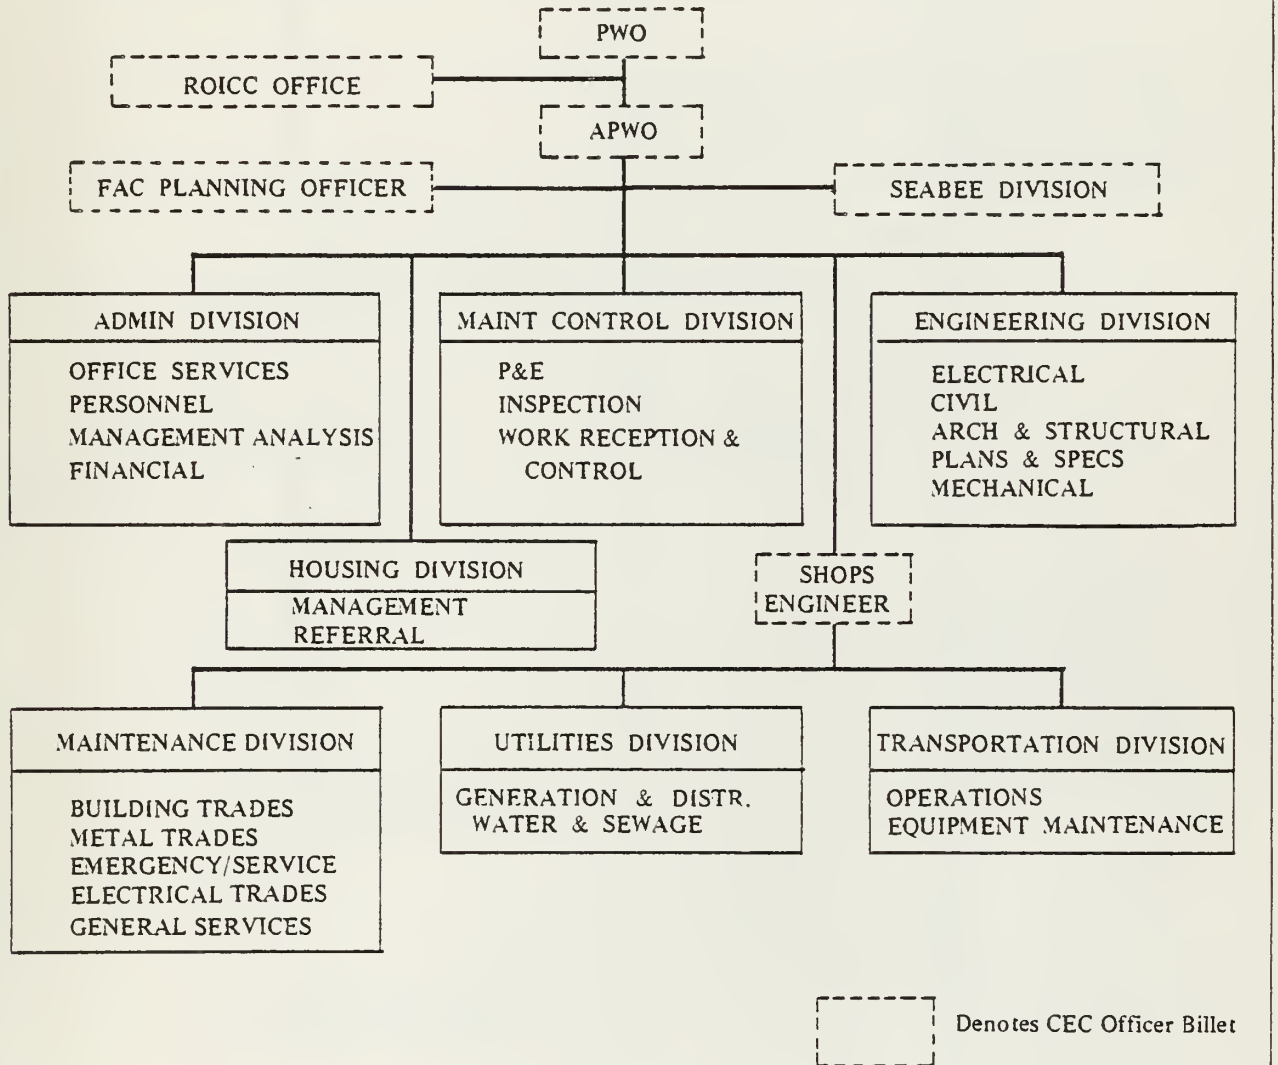 PWO
ROICC OFFICE
APWO
FAC PLANNING OFFICER
SEABEE DIVISION
ADMIN DIVISION
OFFICE SERVICES
PERSONNEL
MANAGEMENT ANALYSIS
FINANCIAL
MAINT CONTROL DIVISION
P&E
INSPECTION
WORK RECEPTION &
CONTROL
ENGINEERING DIVISION
ELECTRICAL
CIVIL
ARCH & STRUCTURAL
PLANS & SPECS
MECHANICAL
HOUSING DIVISION
MANAGEMENT
REFERRAL
SHOPS
ENGINEER
MAINTENANCE DIVISION
BUILDING TRADES
METAL TRADES
EMERGENCY/SERVICE
ELECTRICAL TRADES
GENERAL SERVICES
UTILITIES DIVISION
GENERATION & DISTR.
WATER & SEWAGE
TRANSPORTATION DIVISION
OPERATIONS
EQUIPMENT MAINTENANCE
Denotes CEC Officer Billet